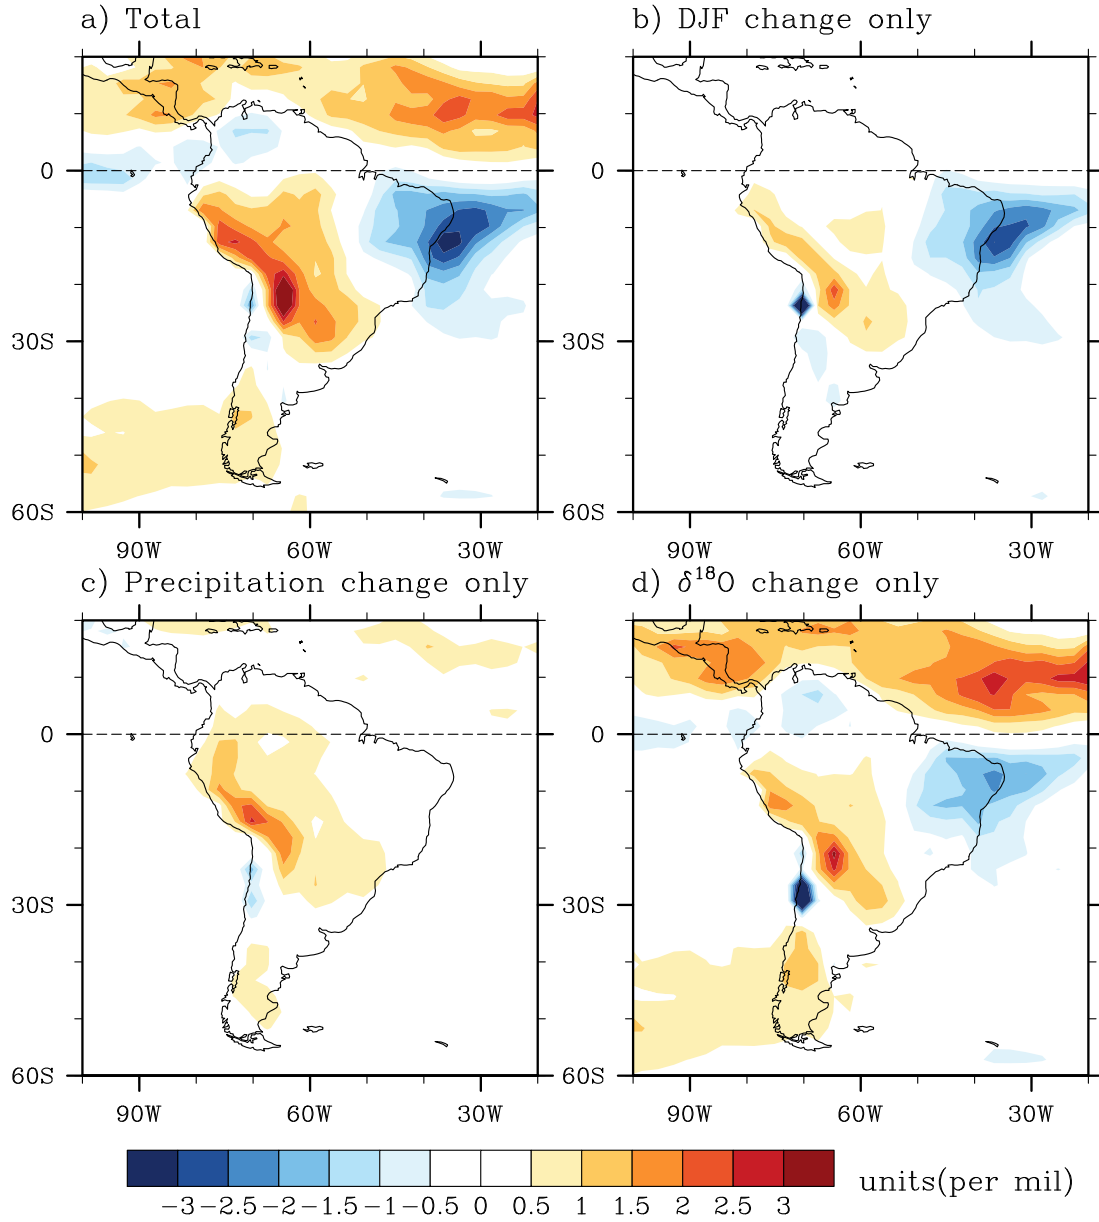 a) Total
b) DJF change only
0
30S
60S
90W 60W 30W
0
30S
60S
90W 60W 30W
c) Precipitation change only
d) δ¹⁸O change only
0
30S
60S
90W 60W 30W
0
30S
60S
90W 60W 30W
−3 −2.5 −2 −1.5 −1 −0.5 0 0.5 1 1.5 2 2.5 3
units(per mil)